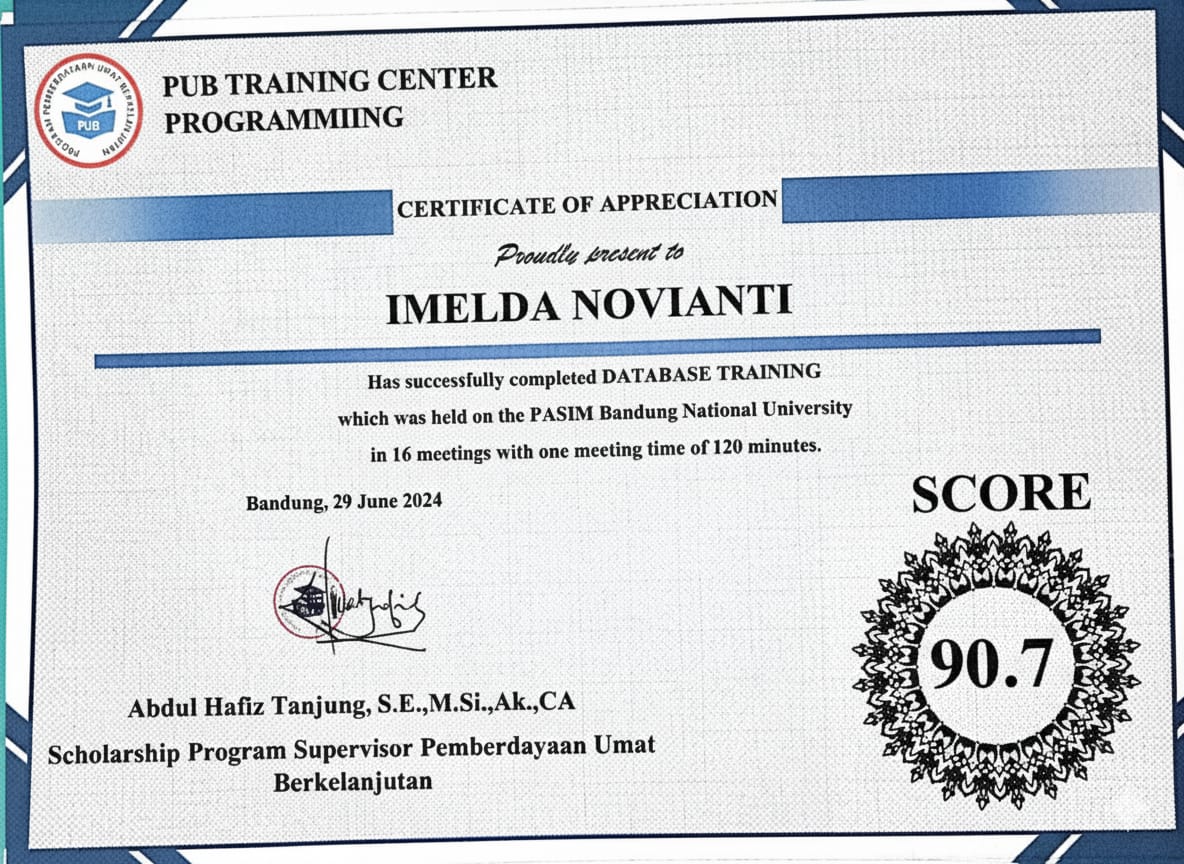 PROGRAM PEMBERDAYAAN UMAT BERKELANJUTAN
PUB
PUB TRAINING CENTER
PROGRAMMIING
CERTIFICATE OF APPRECIATION
Proudly present to
IMELDA NOVIANTI
Has successfully completed DATABASE TRAINING
which was held on the PASIM Bandung National University
in 16 meetings with one meeting time of 120 minutes.
Bandung, 29 June 2024
SCORE
90.7
Abdul Hafiz Tanjung, S.E.,M.Si.,Ak.,CA
Scholarship Program Supervisor Pemberdayaan Umat
Berkelanjutan